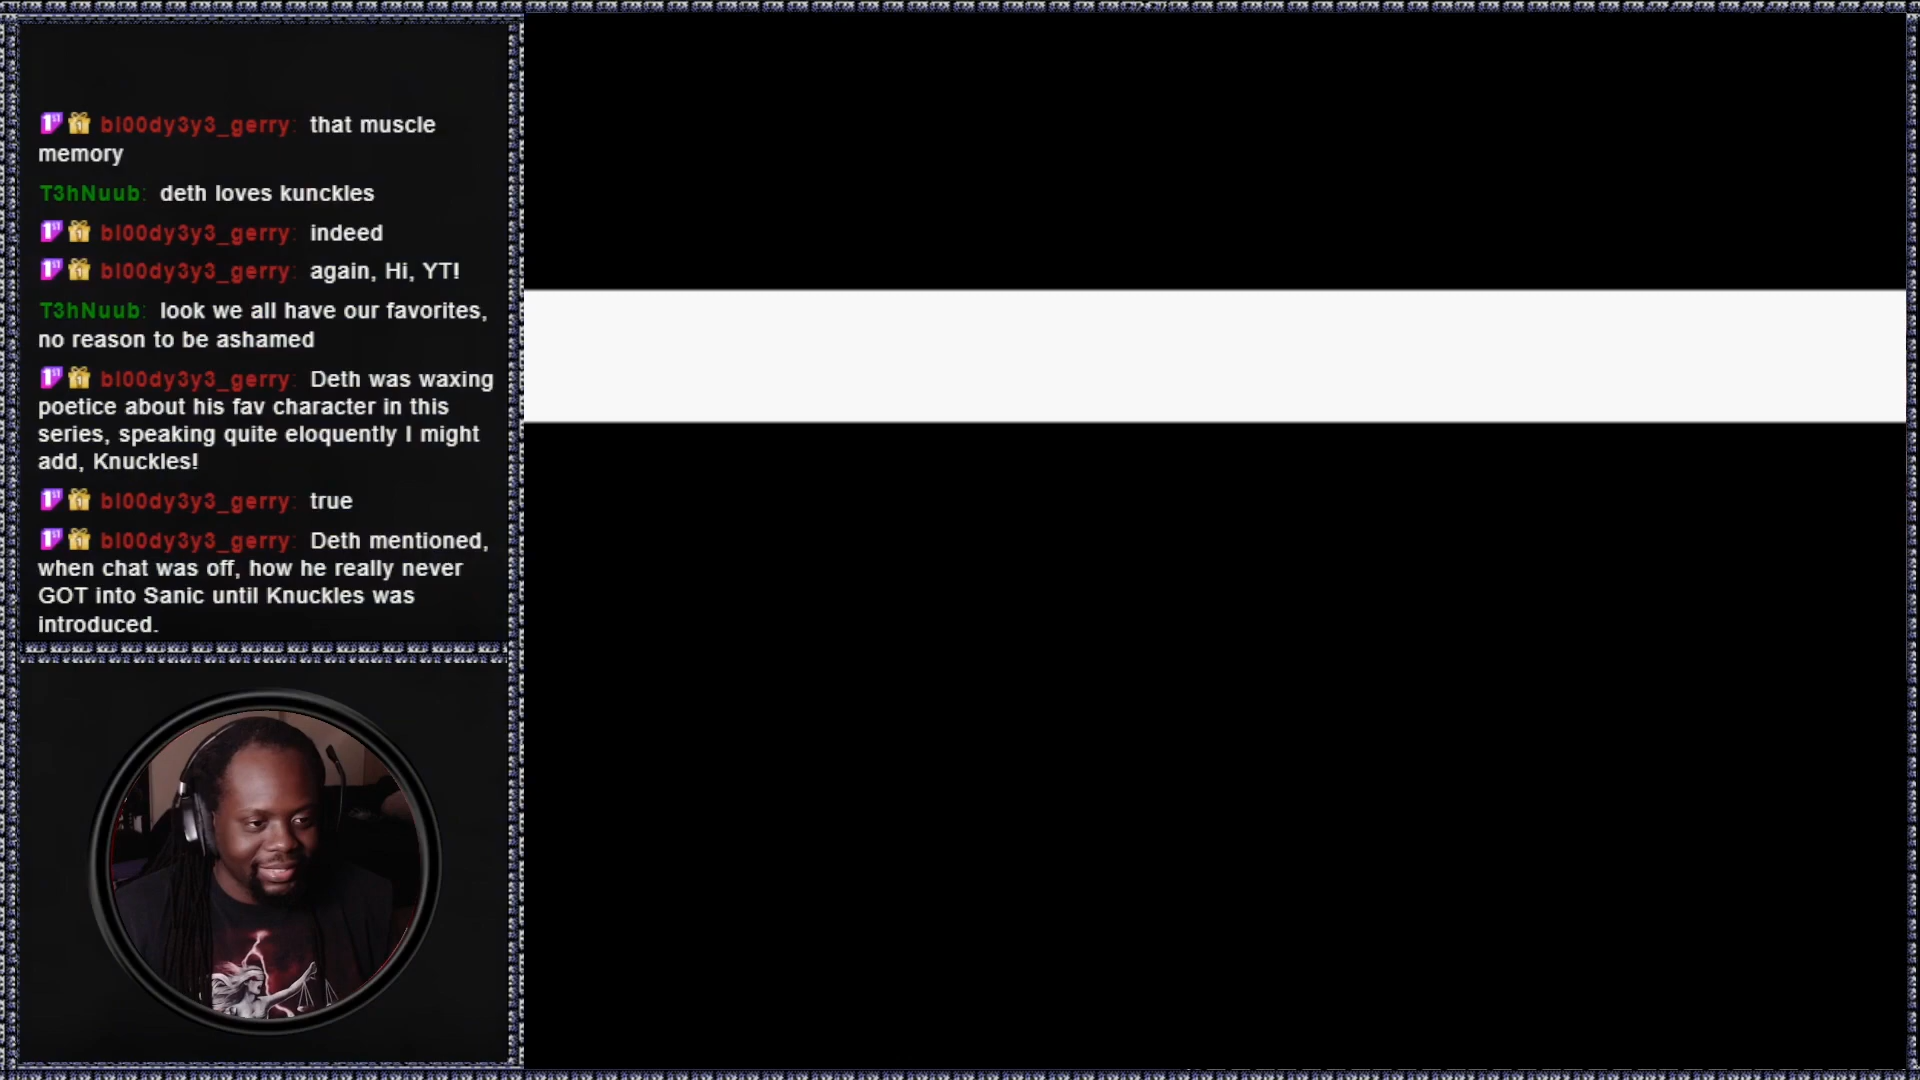 bl00dy3y3_gerry: that muscle
memory
T3hNuub: deth loves kunckles
bl00dy3y3_gerry: indeed
bl00dy3y3_gerry: again, Hi, YT!
T3hNuub: look we all have our favorites,
no reason to be ashamed
bl00dy3y3_gerry: Deth was waxing
poetice about his fav character in this
series, speaking quite eloquently I might
add, Knuckles!
bl00dy3y3_gerry: true
bl00dy3y3_gerry: Deth mentioned,
when chat was off, how he really never
GOT into Sanic until Knuckles was
introduced.